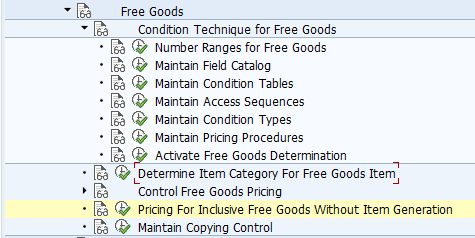 Free Goods
Condition Technique for Free Goods
Number Ranges for Free Goods
Maintain Field Catalog
Maintain Condition Tables
Maintain Access Sequences
Maintain Condition Types
Maintain Pricing Procedures
Activate Free Goods Determination
Determine Item Category For Free Goods Item
Control Free Goods Pricing
Pricing For Inclusive Free Goods Without Item Generation
Maintain Copying Control